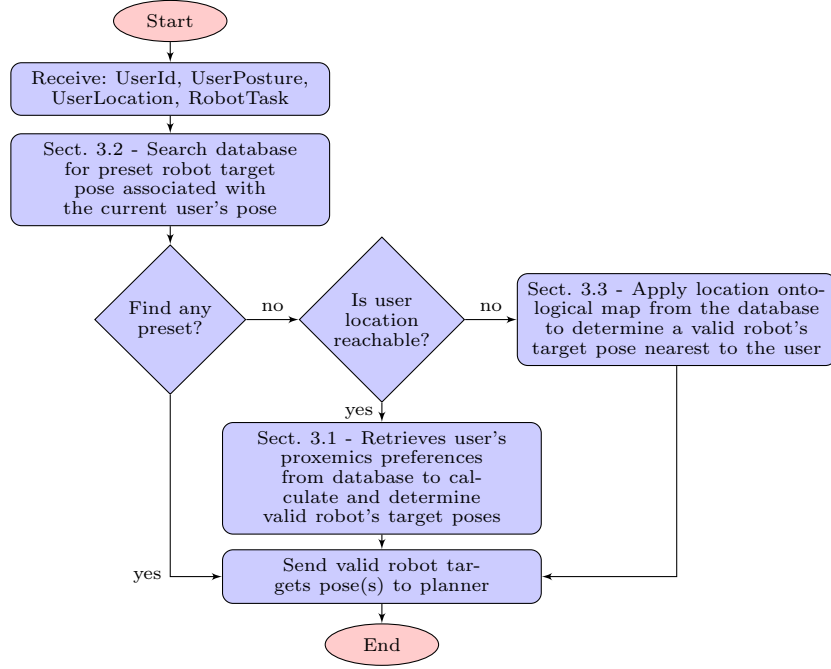 Start
Receive: UserId, UserPosture,
UserLocation, RobotTask
Sect. 3.2 - Search database
for preset robot target
pose associated with
the current user's pose
Find any
preset?
no
Is user
location
reachable?
no
Sect. 3.3 - Apply location onto-
logical map from the database
to determine a valid robot's
target pose nearest to the user
yes
Sect. 3.1 - Retrieves user's
proxemics preferences
from database to cal-
culate and determine
valid robot's target poses
yes
Send valid robot tar-
gets pose(s) to planner
End